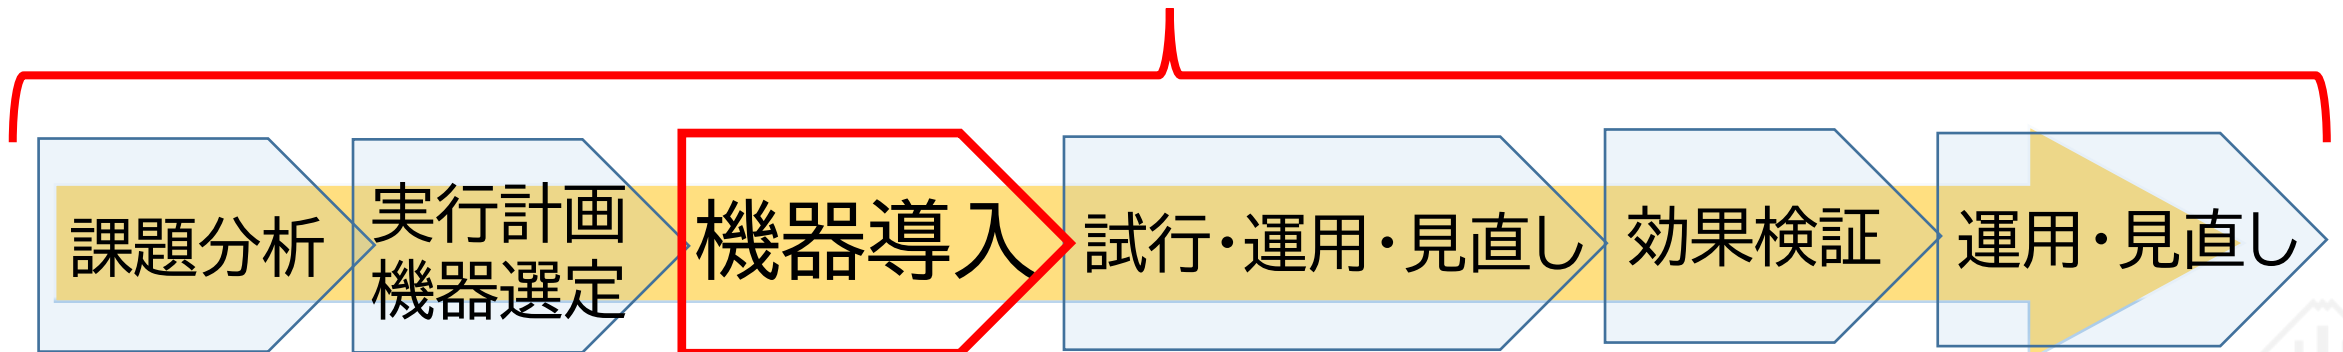 課題分析
実行計画
機器選定
機器導入
試行・運用・見直し
効果検証
運用・見直し